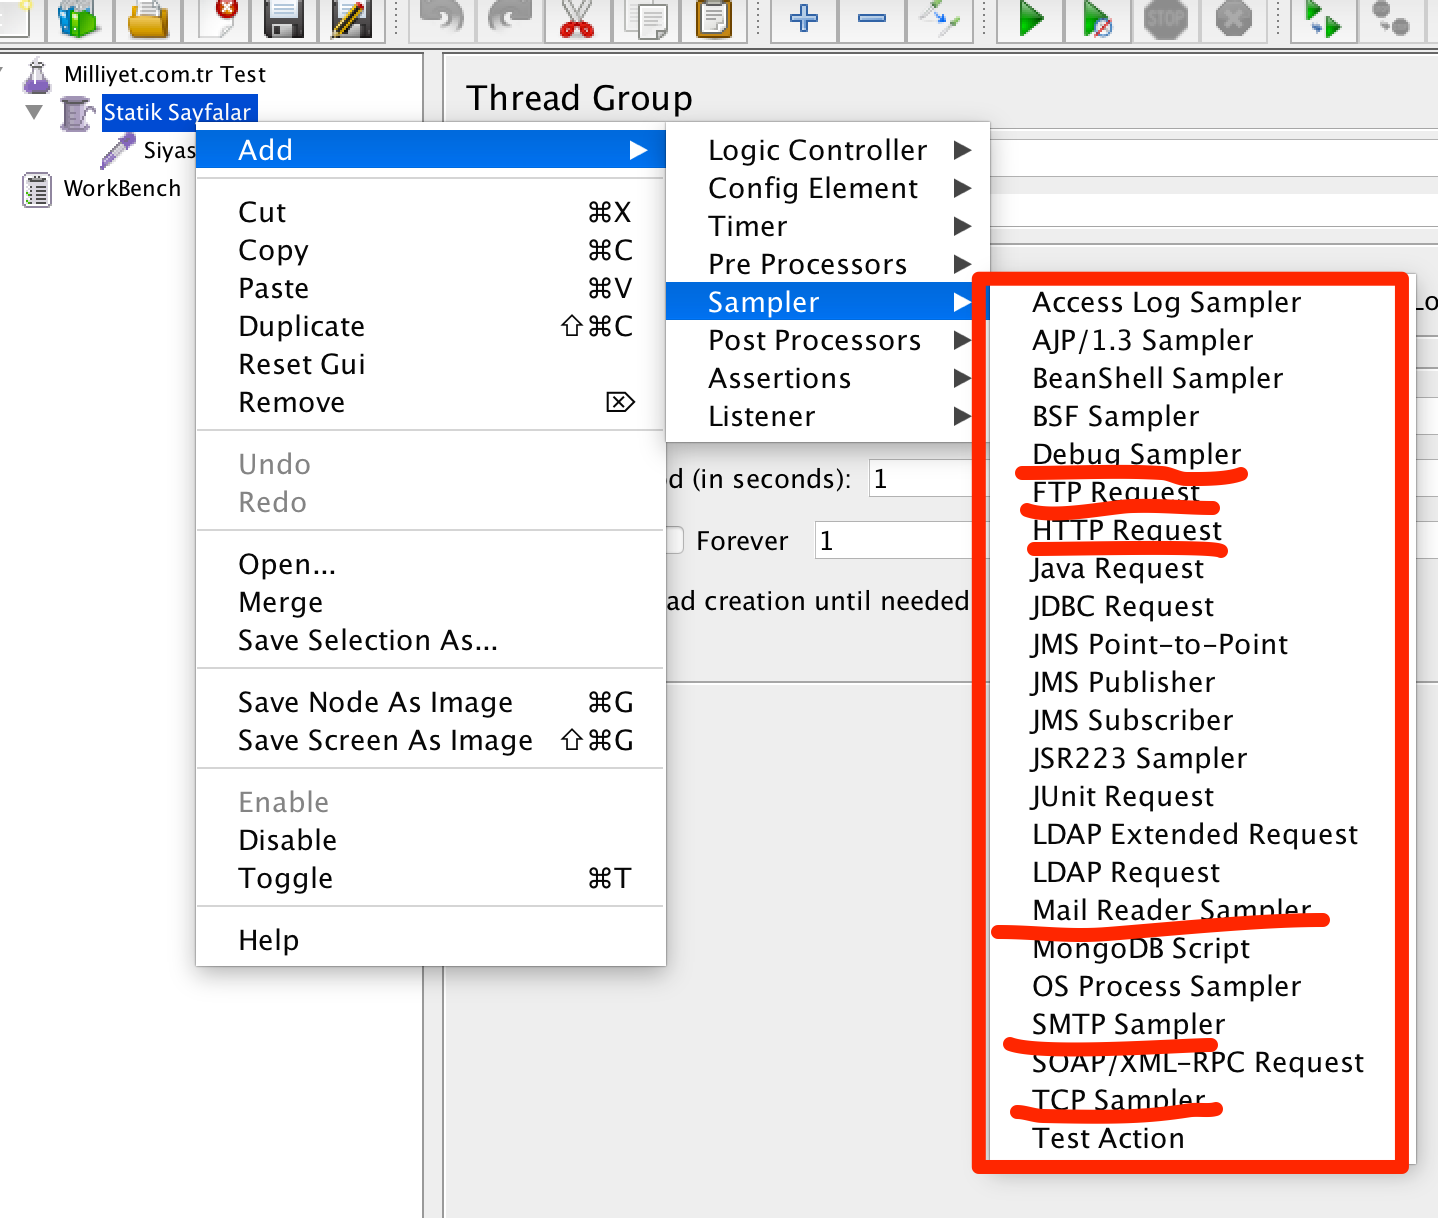 STOP
Milliyet.com.tr Test
Statik Sayfalar
Siyas
WorkBench
Thread Group
Add
Cut ⌘X
Copy ⌘C
Paste ⌘V
Duplicate ⇧⌘C
Reset Gui
Remove ⌦
Undo
Redo
Open...
Merge
Save Selection As...
Save Node As Image ⌘G
Save Screen As Image ⇧⌘G
Enable
Disable
Toggle ⌘T
Help
Logic Controller
Config Element
Timer
Pre Processors
Sampler
Post Processors
Assertions
Listener
d (in seconds): 1
Forever 1
ad creation until needed
Access Log Sampler
AJP/1.3 Sampler
BeanShell Sampler
BSF Sampler
Debug Sampler
FTP Request
HTTP Request
Java Request
JDBC Request
JMS Point-to-Point
JMS Publisher
JMS Subscriber
JSR223 Sampler
JUnit Request
LDAP Extended Request
LDAP Request
Mail Reader Sampler
MongoDB Script
OS Process Sampler
SMTP Sampler
SOAP/XML-RPC Request
TCP Sampler
Test Action
Lo